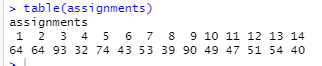 > table(assignments)
assignments
 1  2  3  4  5  6  7  8  9 10 11 12 13 14
64 64 93 32 74 43 53 39 90 49 47 51 54 40
>